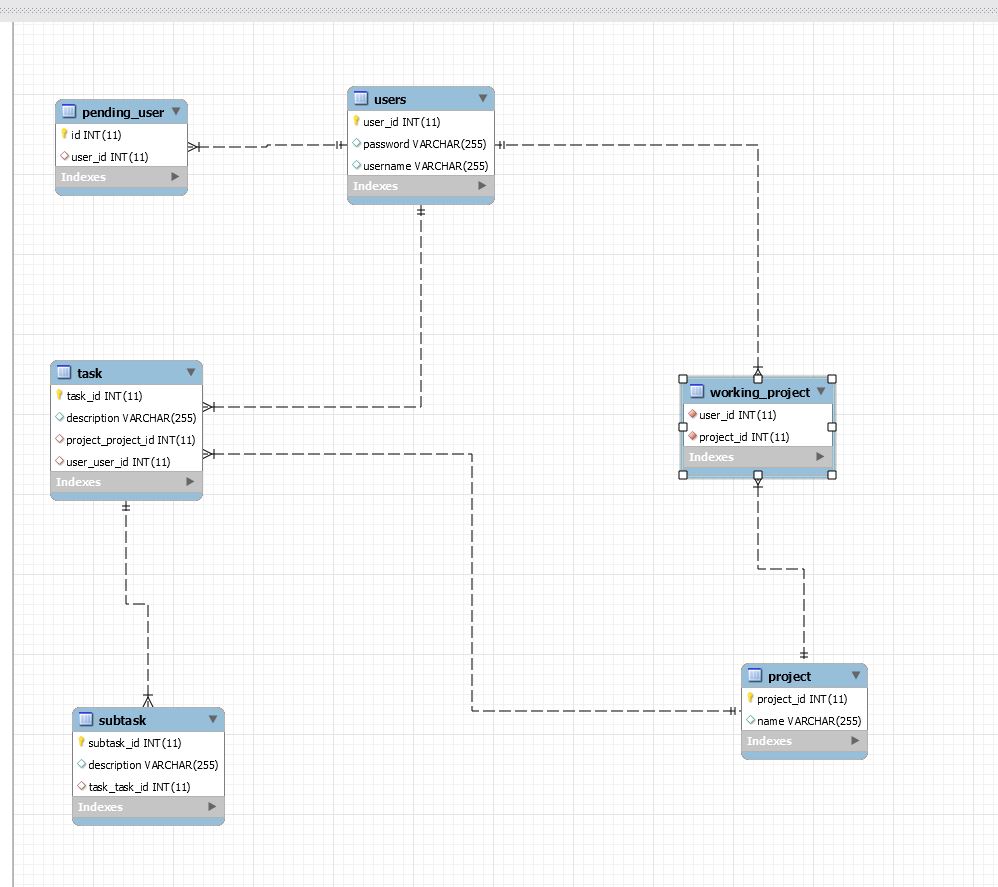 pending_user
id INT(11)
user_id INT(11)
Indexes
users
user_id INT(11)
password VARCHAR(255)
username VARCHAR(255)
Indexes
task
task_id INT(11)
description VARCHAR(255)
project_project_id INT(11)
user_user_id INT(11)
Indexes
working_project
user_id INT(11)
project_id INT(11)
Indexes
subtask
subtask_id INT(11)
description VARCHAR(255)
task_task_id INT(11)
Indexes
project
project_id INT(11)
name VARCHAR(255)
Indexes